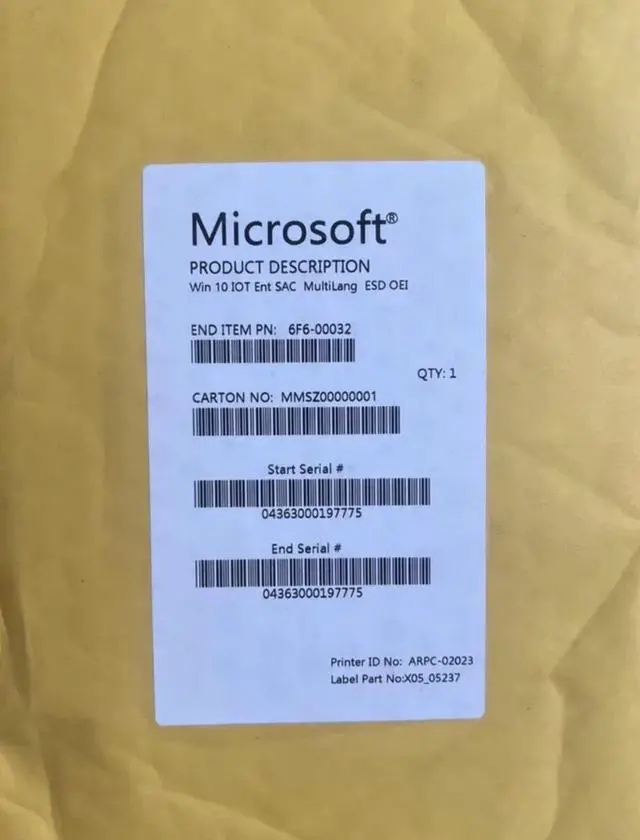 Microsoft®
PRODUCT DESCRIPTION
Win 10 IOT Ent SAC MultiLang ESD OEI
END ITEM PN: 6F6-00032
QTY: 1
CARTON NO: MMSZ00000001
Start Serial #
04363000197775
End Serial #
04363000197775
Printer ID No: ARPC-02023
Label Part No:X05_05237